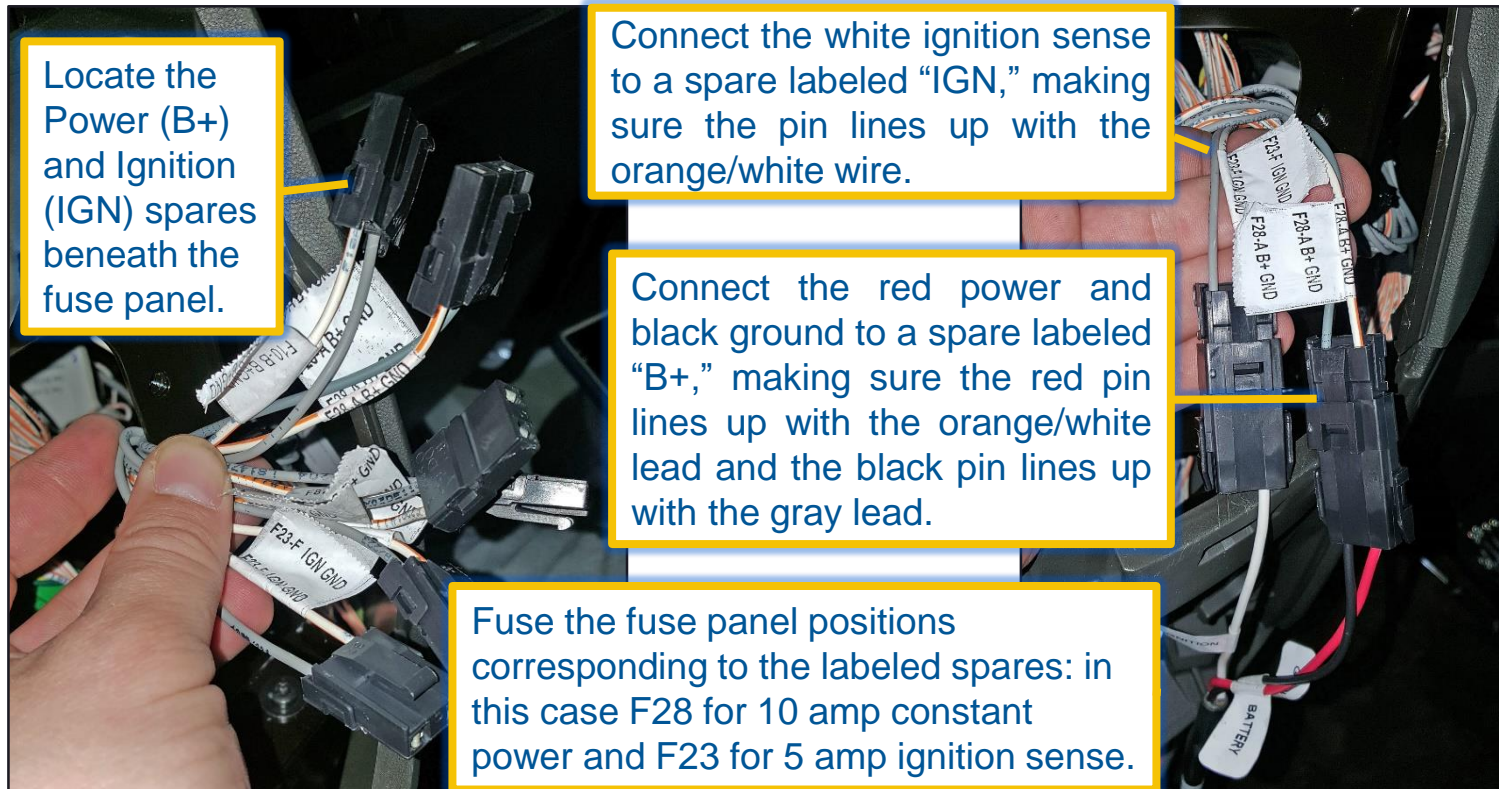 Locate the
Power (B+)
and Ignition
(IGN) spares
beneath the
fuse panel.
Connect the white ignition sense
to a spare labeled “IGN,” making
sure the pin lines up with the
orange/white wire.
Connect the red power and
black ground to a spare labeled
“B+,” making sure the red pin
lines up with the orange/white
lead and the black pin lines up
with the gray lead.
Fuse the fuse panel positions
corresponding to the labeled spares: in
this case F28 for 10 amp constant
power and F23 for 5 amp ignition sense.
F28-A B+ GND
F23-F IGN GND
F23-F IGN GND
F23-F IGN GND
F28-A B+ GND
F28-A B+ GND
F28-A B+ GND
BATTERY